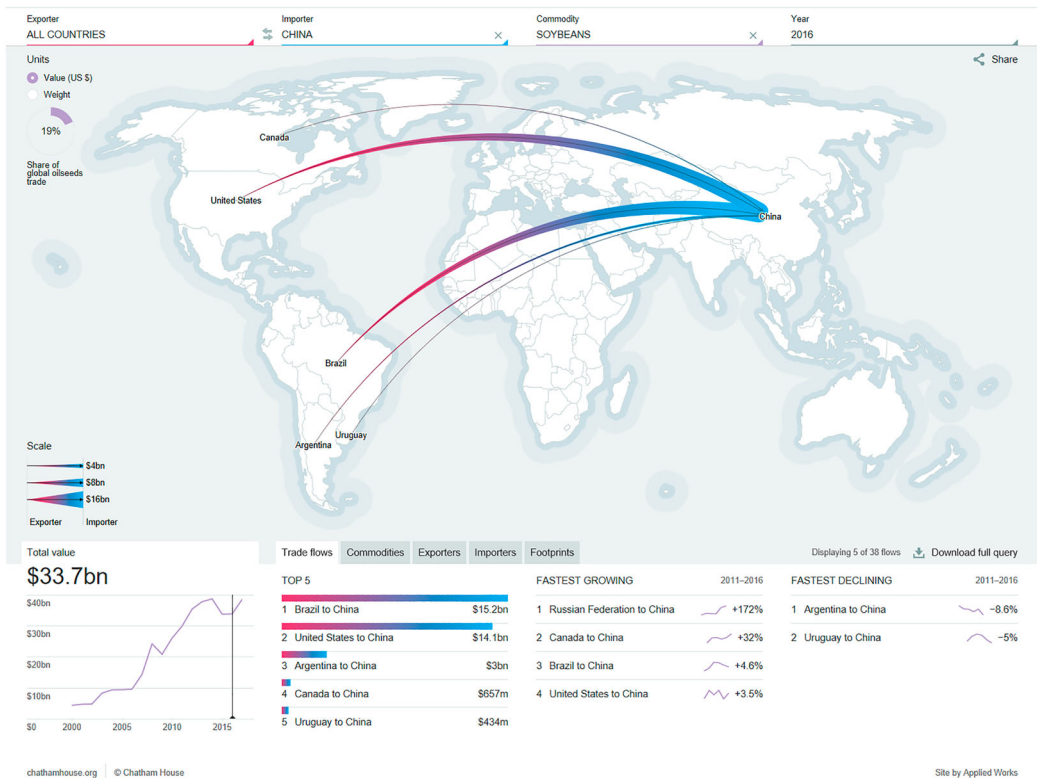 Exporter
ALL COUNTRIES
Importer
CHINA
Commodity
SOYBEANS
Year
2016
Units
Value (US $)
Weight
19%
Share of
global oilseeds
trade
Share
Canada
United States
China
Brazil
Uruguay
Argentina
Scale
$4bn
$8bn
$16bn
Exporter Importer
Total value
$33.7bn
$40bn
$30bn
$20bn
$10bn
$0 2000 2005 2010 2015
Trade flows Commodities Exporters Importers Footprints
Displaying 5 of 38 flows Download full query
TOP 5
1 Brazil to China $15.2bn
2 United States to China $14.1bn
3 Argentina to China $3bn
4 Canada to China $657m
5 Uruguay to China $434m
FASTEST GROWING 2011–2016
1 Russian Federation to China +172%
2 Canada to China +32%
3 Brazil to China +4.6%
4 United States to China +3.5%
FASTEST DECLINING 2011–2016
1 Argentina to China −8.6%
2 Uruguay to China −5%
chathamhouse.org © Chatham House Site by Applied Works